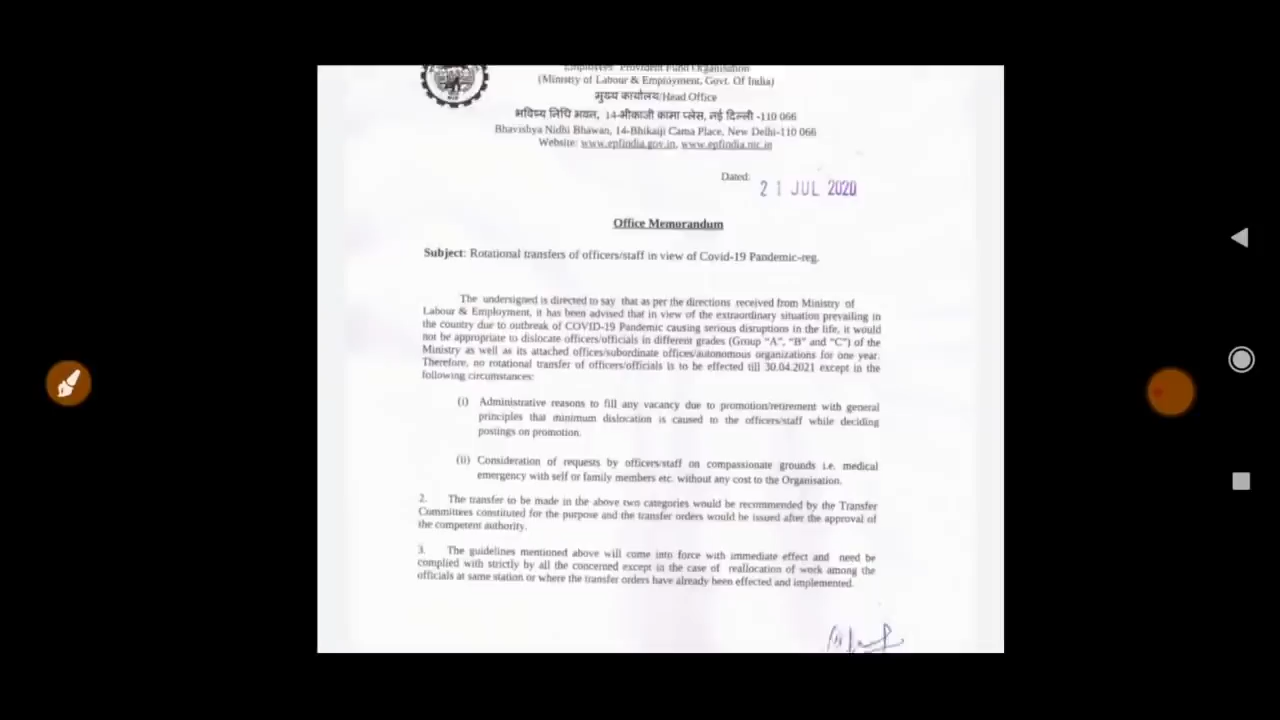 Employees' Provident Fund Organisation
(Ministry of Labour & Employment, Govt. Of India)
मुख्य कार्यालय/Head Office
भविष्य निधि भवन, 14-भीकाजी कामा प्लेस, नई दिल्ली -110 066
Bhavishya Nidhi Bhawan, 14-Bhikaiji Cama Place, New Delhi-110 066
Website: www.epfindia.gov.in, www.epfindia.nic.in
Dated:
21 JUL 2020
Office Memorandum
Subject: Rotational transfers of officers/staff in view of Covid-19 Pandemic-reg.
The undersigned is directed to say that as per the directions received from Ministry of
Labour & Employment, it has been advised that in view of the extraordinary situation prevailing in
the country due to outbreak of COVID-19 Pandemic causing serious disruptions in the life, it would
not be appropriate to dislocate officers/officials in different grades (Group “A”, “B” and “C”) of the
Ministry as well as its attached offices/subordinate offices/autonomous organizations for one year.
Therefore, no rotational transfer of officers/officials is to be effected till 30.04.2021 except in the
following circumstances:
(i) Administrative reasons to fill any vacancy due to promotion/retirement with general
principles that minimum dislocation is caused to the officers/staff while deciding
postings on promotion.
(ii) Consideration of requests by officers/staff on compassionate grounds i.e. medical
emergency with self or family members etc. without any cost to the Organisation.
2. The transfer to be made in the above two categories would be recommended by the Transfer
Committees constituted for the purpose and the transfer orders would be issued after the approval of
the competent authority.
3. The guidelines mentioned above will come into force with immediate effect and need be
complied with strictly by all the concerned except in the case of reallocation of work among the
officials at same station or where the transfer orders have already been effected and implemented.